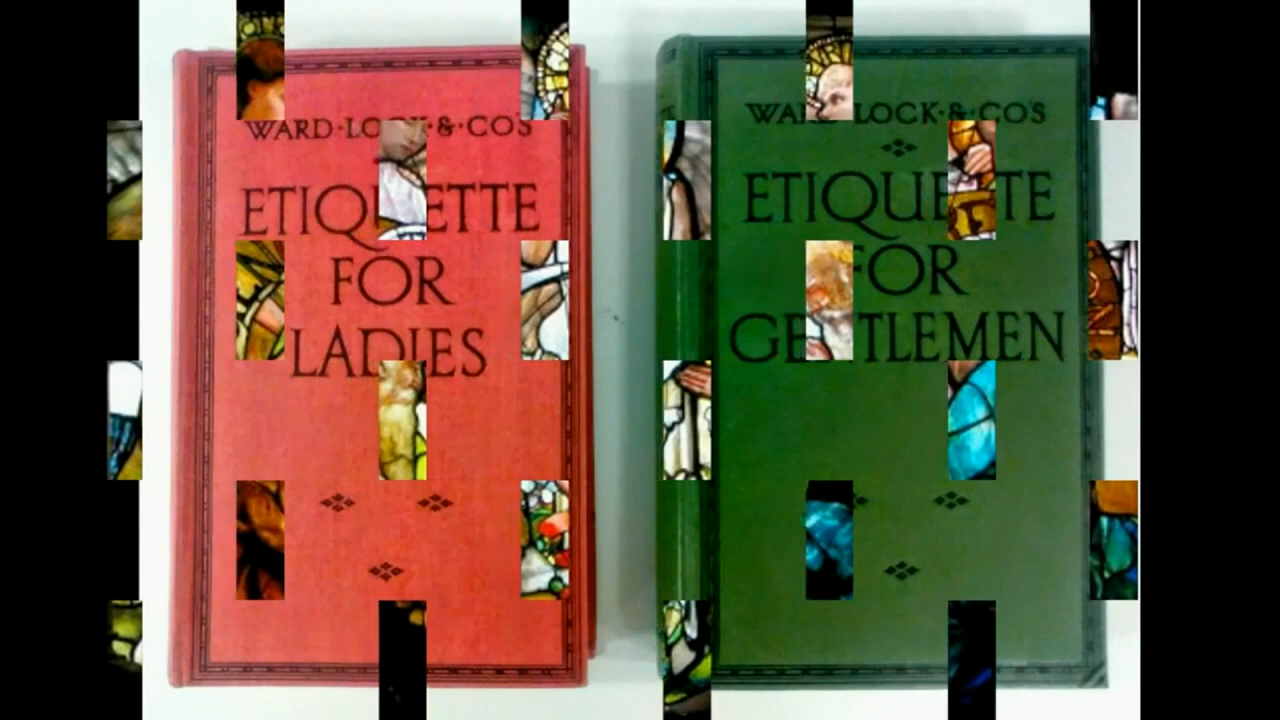 WARD·LOCK·&·CO'S
ETIQUETTE
FOR
LADIES
WARD LOCK·&·CO'S
ETIQUETTE
FOR
GENTLEMEN